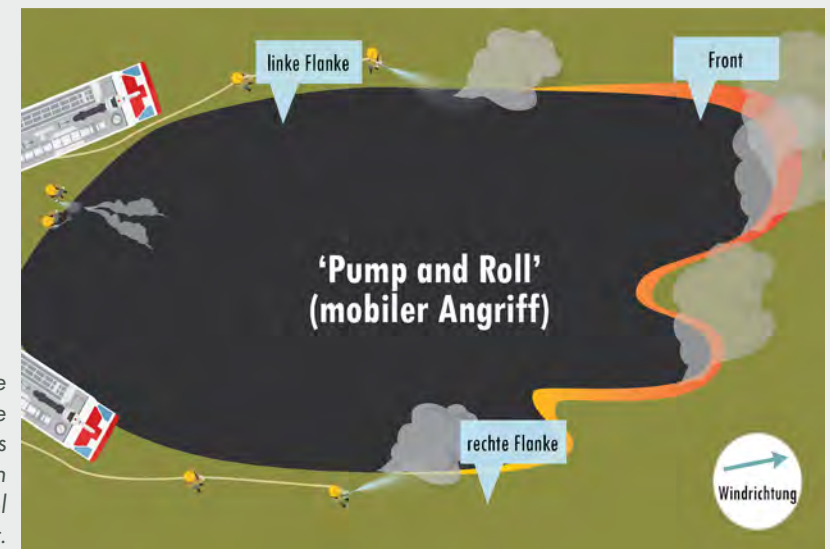 linke Flanke
Front
'Pump and Roll'
(mobiler Angriff)
rechte Flanke
Windrichtung